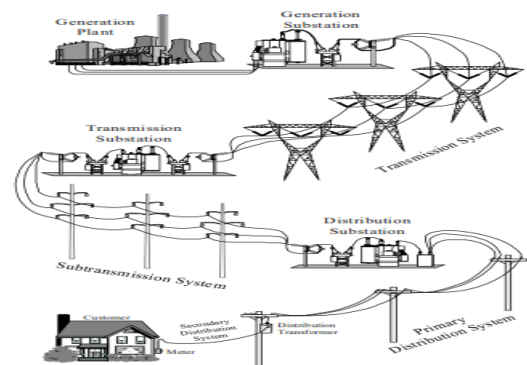 Generation
Plant
Generation
Substation
Transmission System
Transmission
Substation
Subtransmission System
Distribution
Substation
Primary
Distribution System
Distribution
Transformer
Secondary
Distribution
System
Customer
Meter